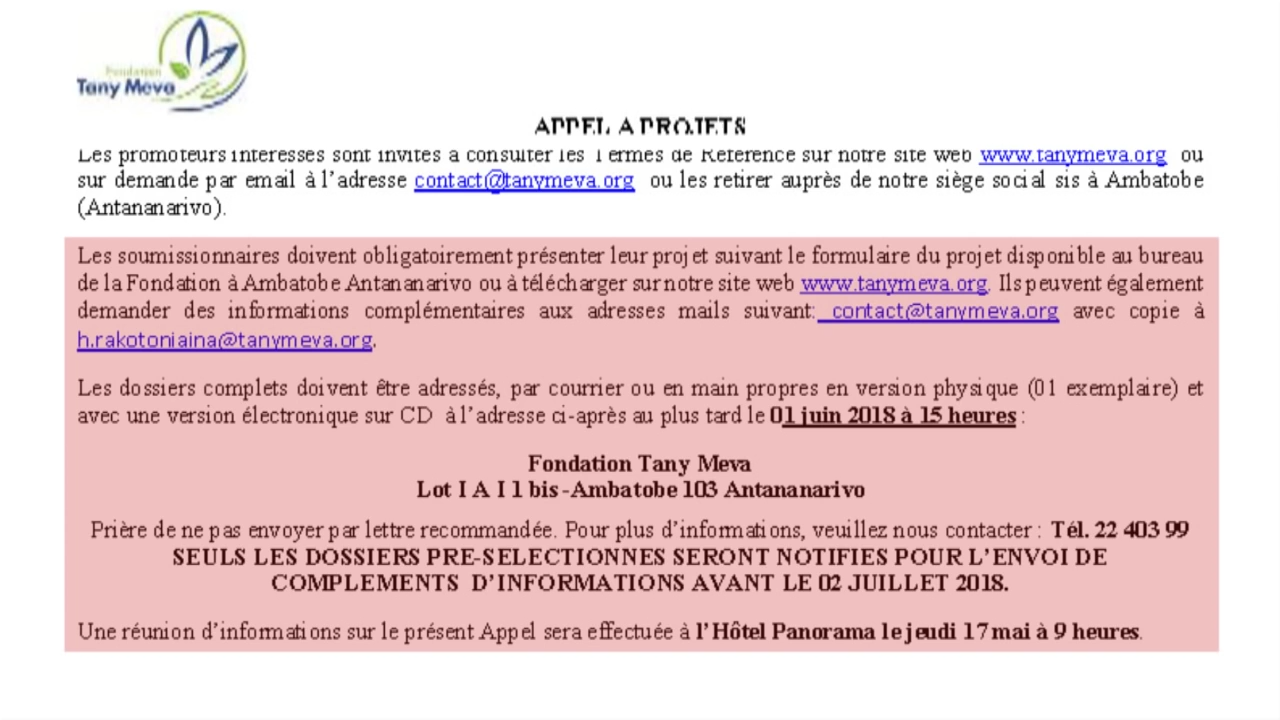 Fondation
Tany Meva
APPEL A PROJETS
Les promoteurs intéressés sont invités à consulter les Termes de Référence sur notre site web www.tanymeva.org ou
sur demande par email à l'adresse contact@tanymeva.org ou les retirer auprès de notre siège social sis à Ambatobe
(Antananarivo).
Les soumissionnaires doivent obligatoirement présenter leur projet suivant le formulaire du projet disponible au bureau
de la Fondation à Ambatobe Antananarivo ou à télécharger sur notre site web www.tanymeva.org. Ils peuvent également
demander des informations complémentaires aux adresses mails suivant: contact@tanymeva.org avec copie à
h.rakotoniaina@tanymeva.org.
Les dossiers complets doivent être adressés, par courrier ou en main propres en version physique (01 exemplaire) et
avec une version électronique sur CD à l'adresse ci-après au plus tard le 01 juin 2018 à 15 heures :
Fondation Tany Meva
Lot I A I 1 bis -Ambatobe 103 Antananarivo
Prière de ne pas envoyer par lettre recommandée. Pour plus d'informations, veuillez nous contacter : Tél. 22 403 99
SEULS LES DOSSIERS PRE-SELECTIONNES SERONT NOTIFIES POUR L'ENVOI DE
COMPLEMENTS D'INFORMATIONS AVANT LE 02 JUILLET 2018.
Une réunion d'informations sur le présent Appel sera effectuée à l'Hôtel Panorama le jeudi 17 mai à 9 heures.